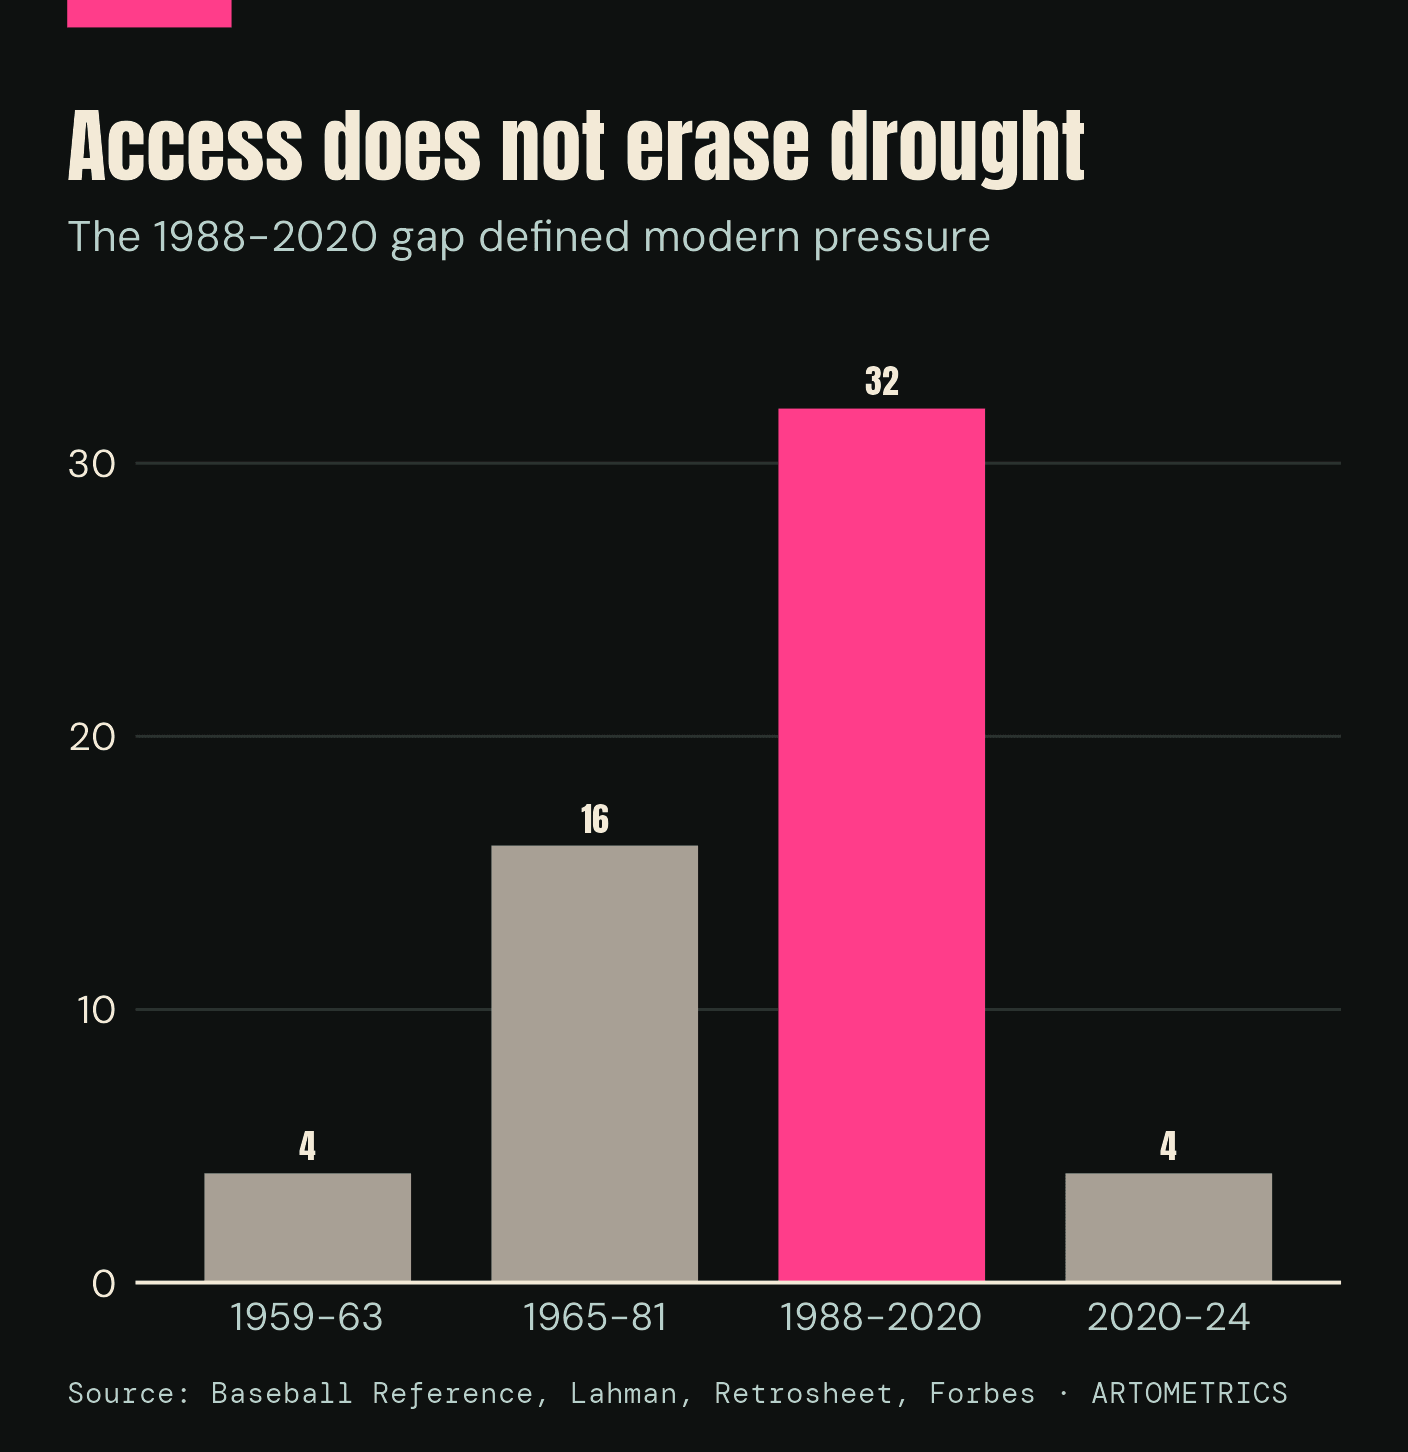 Access does not erase drought
The 1988–2020 gap defined modern pressure
32
30
20
16
10
4
4
0
1959–63 1965–81 1988–2020 2020–24
Source: Baseball Reference, Lahman, Retrosheet, Forbes · ARTOMETRICS